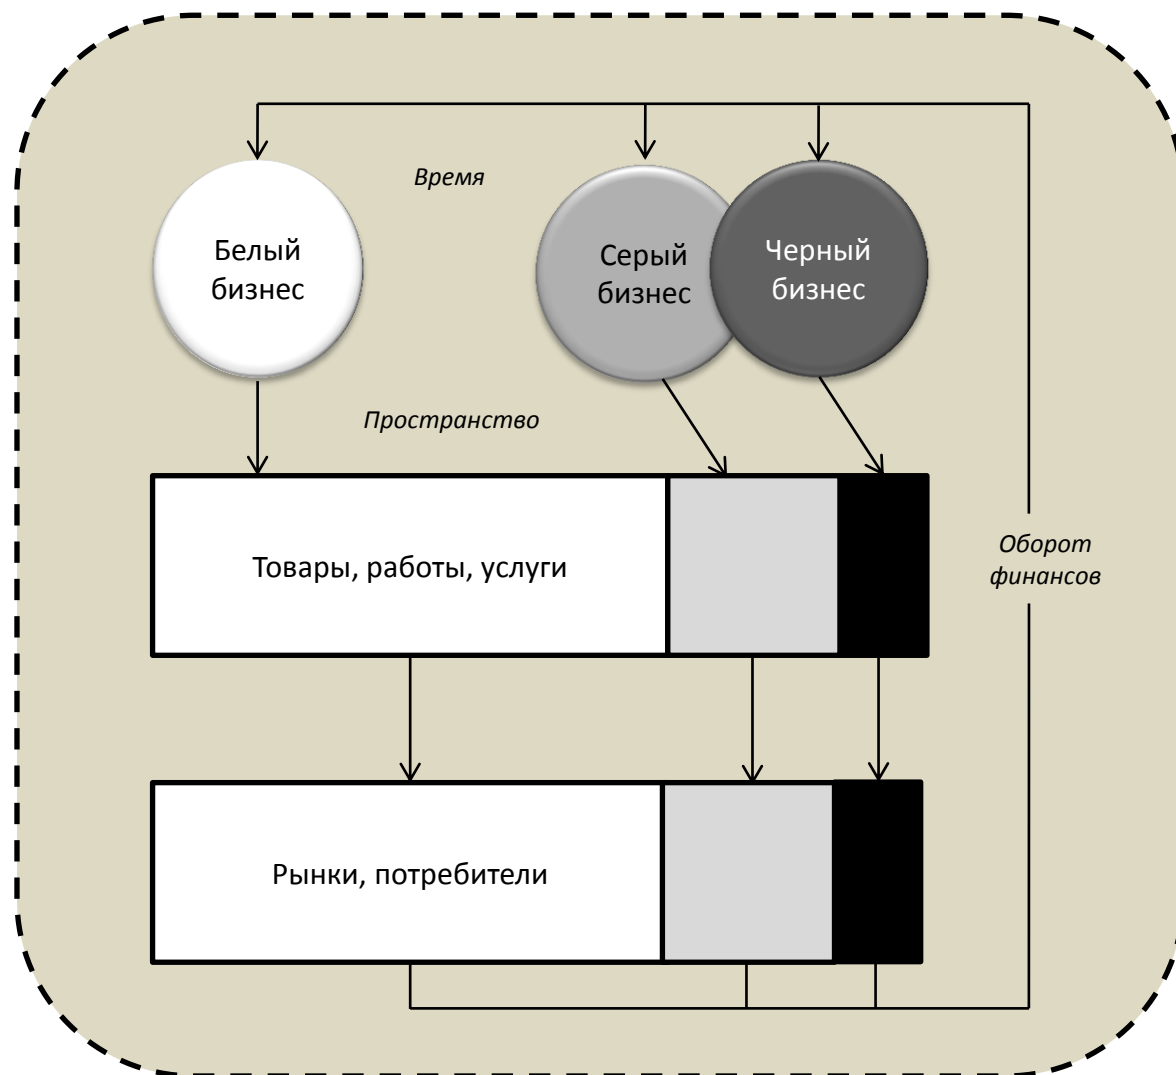 Время
Белый
бизнес
Серый
бизнес
Черный
бизнес
Пространство
Товары, работы, услуги
Оборот
финансов
Рынки, потребители